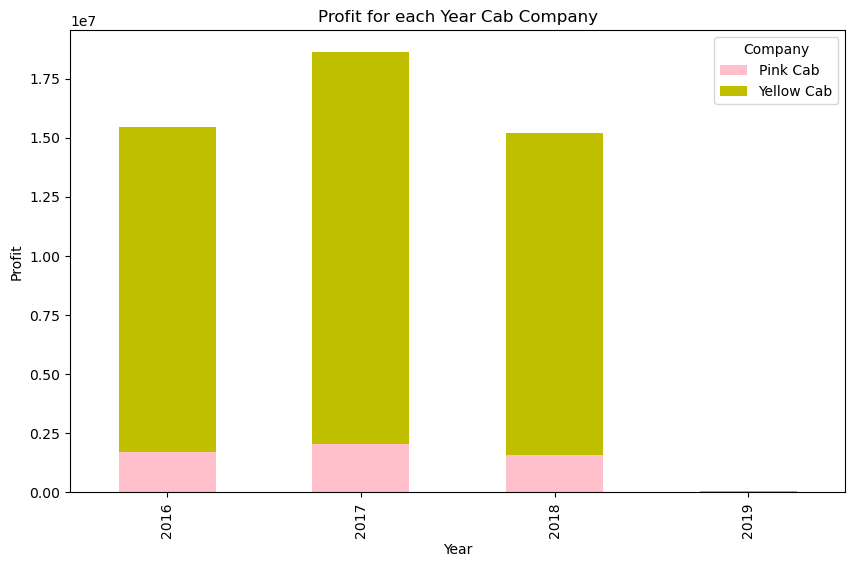 Profit for each Year Cab Company
1e7
Company
Pink Cab
Yellow Cab
1.75
1.50
1.25
1.00
0.75
0.50
0.25
0.00
Profit
2016
2017
2018
2019
Year